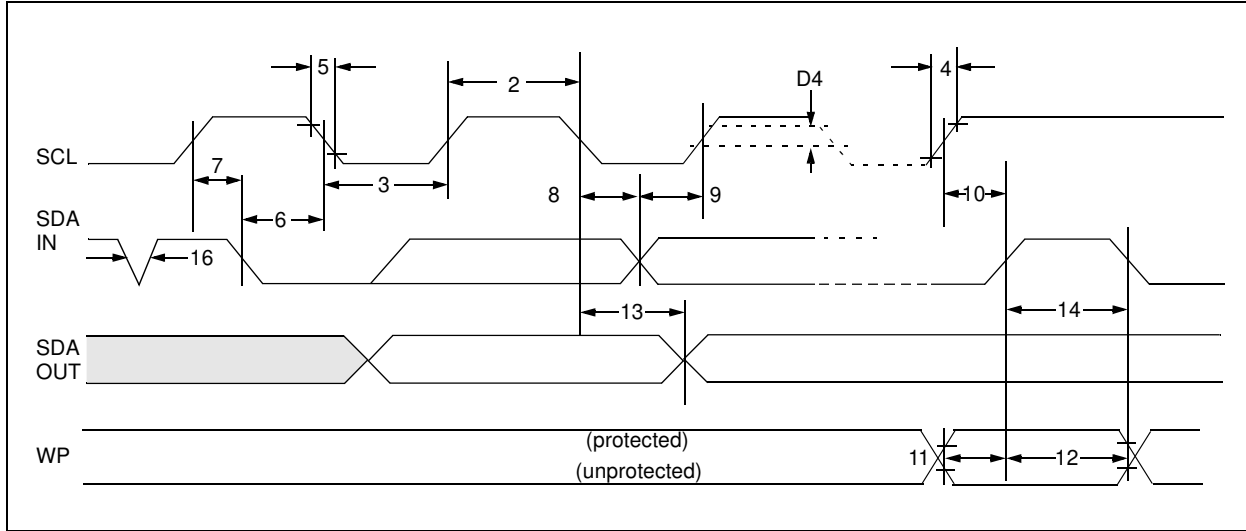 5
2
D4
4
SCL
7
3
8
9
10
6
SDA
IN
16
13
14
SDA
OUT
(protected)
WP
11
12
(unprotected)